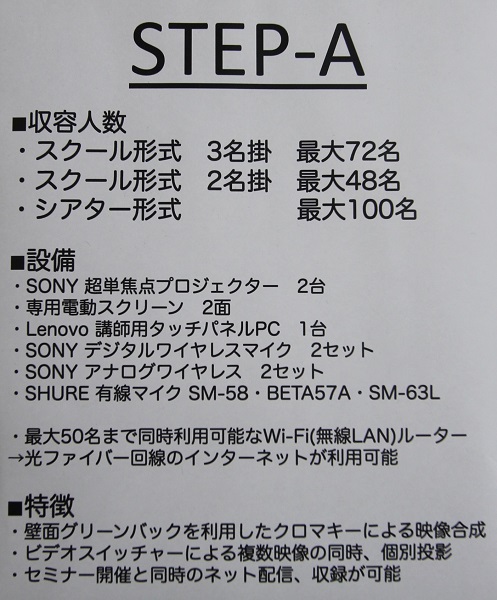 STEP-A
■収容人数
・スクール形式　3名掛　最大72名
・スクール形式　2名掛　最大48名
・シアター形式　　　　　最大100名
■設備
・SONY 超単焦点プロジェクター　2台
・専用電動スクリーン　2面
・Lenovo 講師用タッチパネルPC　1台
・SONY デジタルワイヤレスマイク　2セット
・SONY アナログワイヤレス　2セット
・SHURE 有線マイク SM-58・BETA57A・SM-63L
・最大50名まで同時利用可能なWi-Fi(無線LAN)ルーター
→光ファイバー回線のインターネットが利用可能
■特徴
・壁面グリーンバックを利用したクロマキーによる映像合成
・ビデオスイッチャーによる複数映像の同時、個別投影
・セミナー開催と同時のネット配信、収録が可能